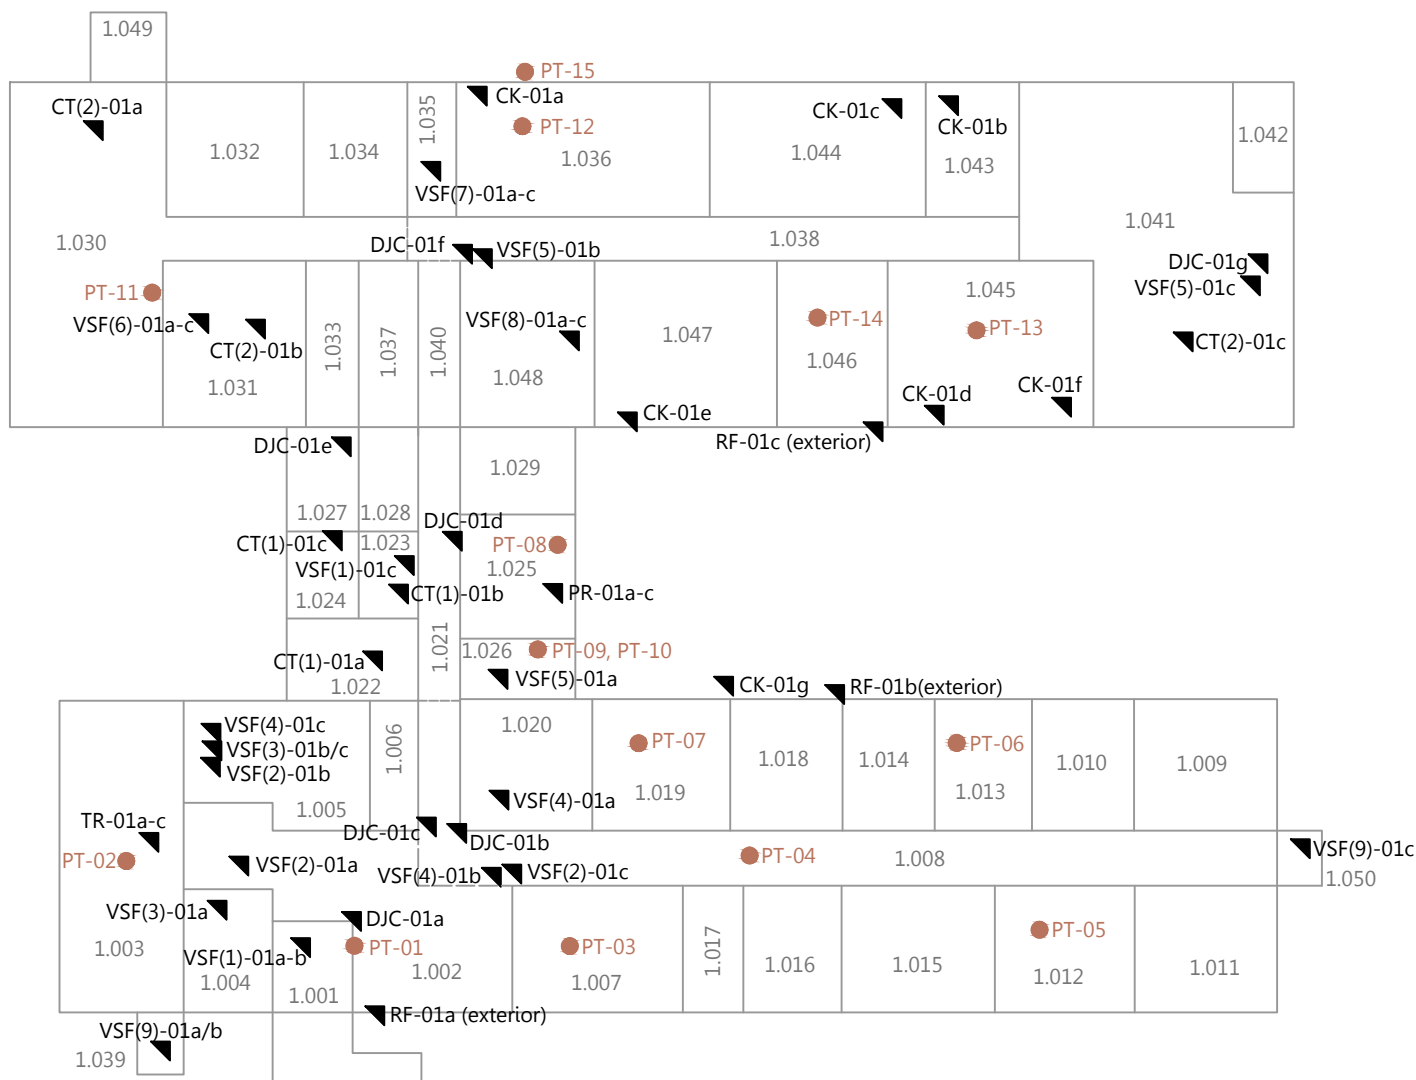 1.049
PT-15
CT(2)-01a
CK-01a
CK-01c
CK-01b
1.035
PT-12
1.042
1.032
1.034
1.036
1.044
1.043
VSF(7)-01a-c
1.041
1.030
DJC-01f
VSF(5)-01b
1.038
DJC-01g
VSF(5)-01c
PT-11
1.045
VSF(6)-01a-c
CT(2)-01b
1.033
1.037
1.040
VSF(8)-01a-c
1.047
PT-14
PT-13
CT(2)-01c
1.031
1.048
1.046
CK-01d
CK-01f
CK-01e
RF-01c (exterior)
DJC-01e
1.029
1.027
1.028
DJC-01d
CT(1)-01c
1.023
PT-08
VSF(1)-01c
1.025
1.024
CT(1)-01b
PR-01a-c
1.021
1.026
PT-09, PT-10
CT(1)-01a
VSF(5)-01a
1.022
CK-01g
RF-01b(exterior)
VSF(4)-01c
VSF(3)-01b/c
VSF(2)-01b
1.006
1.020
PT-07
1.018
1.014
PT-06
1.010
1.009
1.005
1.019
1.013
VSF(4)-01a
TR-01a-c
DJC-01c
DJC-01b
PT-02
VSF(2)-01a
VSF(4)-01b
VSF(2)-01c
PT-04
1.008
VSF(9)-01c
1.050
VSF(3)-01a
DJC-01a
1.003
VSF(1)-01a-b
PT-01
PT-03
1.017
PT-05
1.004
1.001
1.002
1.007
1.016
1.015
1.012
1.011
RF-01a (exterior)
VSF(9)-01a/b
1.039